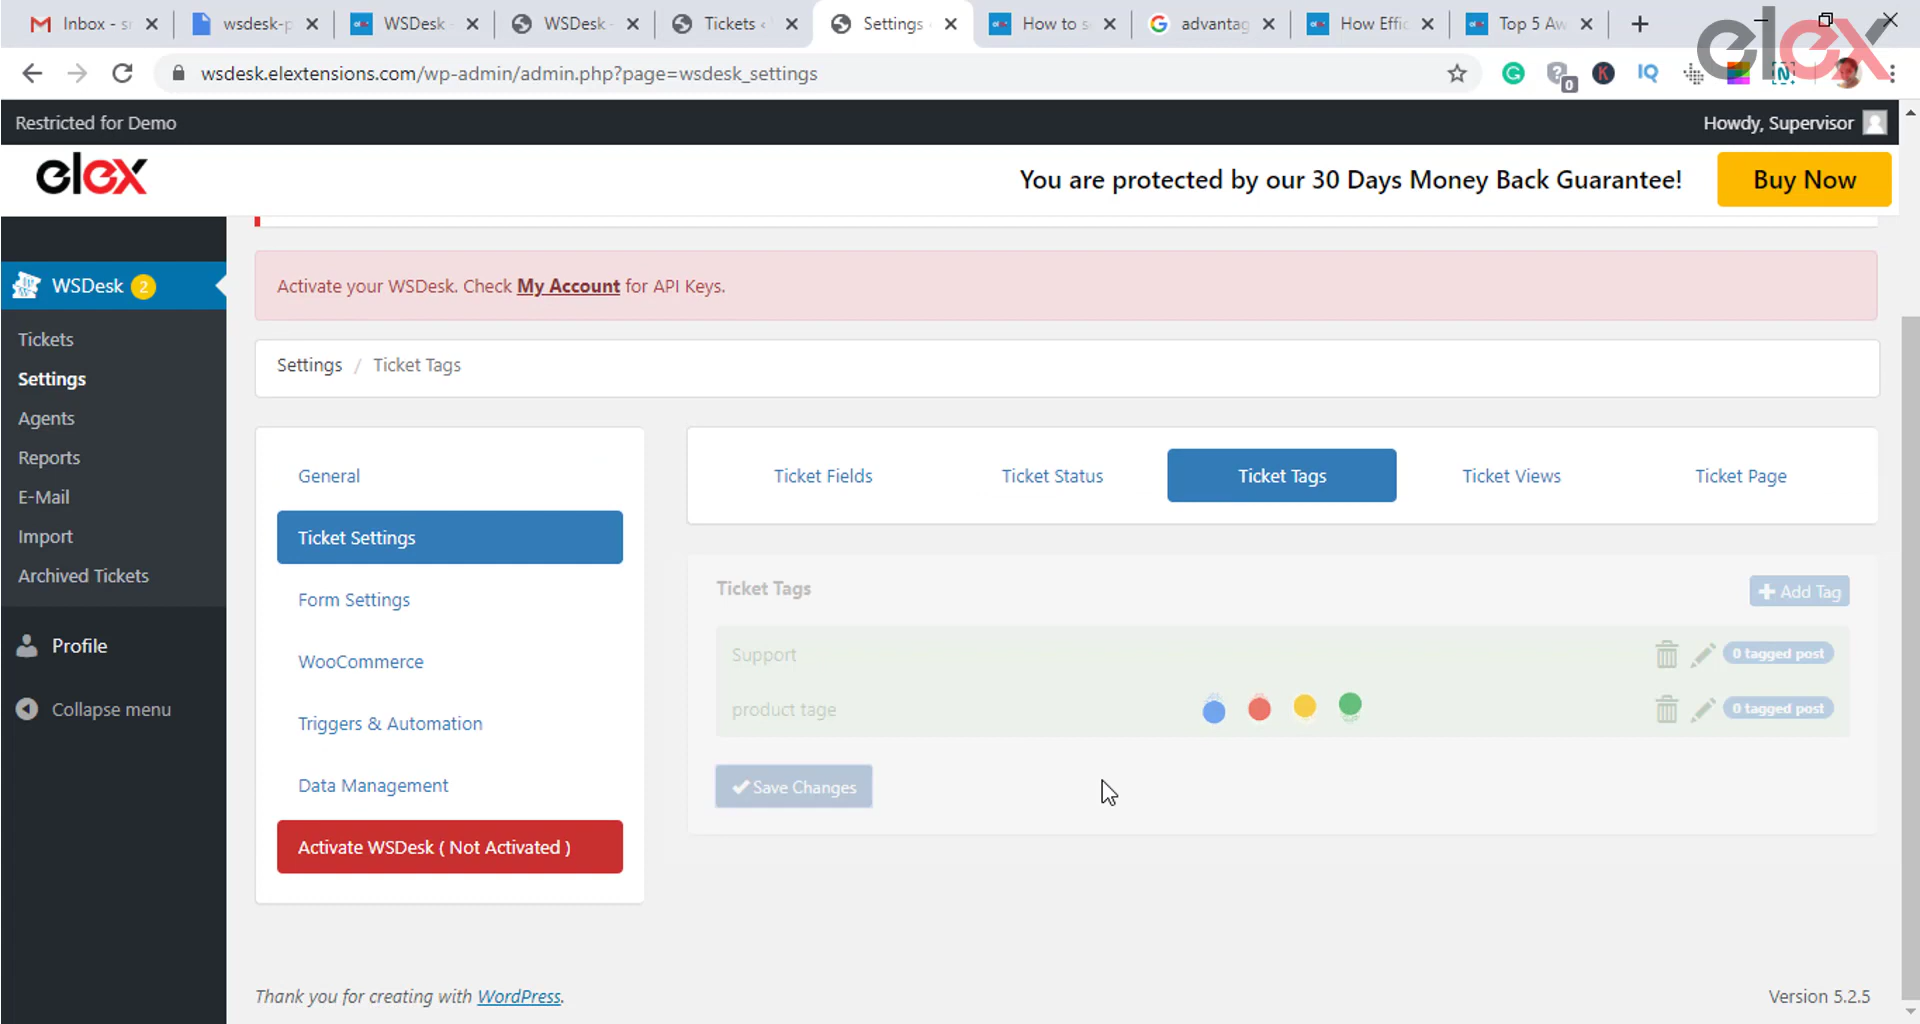 Inbox - s
wsdesk-p
WSDesk
WSDesk -
Tickets ‹
Settings
How to s
advantag
How Effic
Top 5 Aw
elex
wsdesk.elextensions.com/wp-admin/admin.php?page=wsdesk_settings
0
K
IQ
N
Restricted for Demo
Howdy, Supervisor
elex
You are protected by our 30 Days Money Back Guarantee!
Buy Now
Activate your WSDesk. Check My Account for API Keys.
WSDesk 2
Tickets
Settings
Agents
Reports
E-Mail
Import
Archived Tickets
Profile
Collapse menu
Settings / Ticket Tags
General
Ticket Settings
Form Settings
WooCommerce
Triggers & Automation
Data Management
Activate WSDesk ( Not Activated )
Ticket Fields
Ticket Status
Ticket Tags
Ticket Views
Ticket Page
Ticket Tags
Add Tag
Support
0 tagged post
product tage
0 tagged post
Save Changes
Thank you for creating with WordPress.
Version 5.2.5